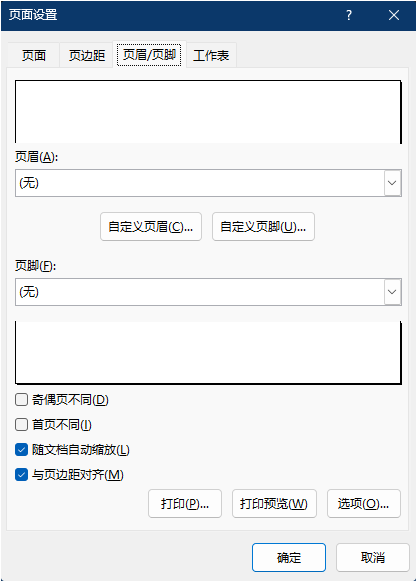 页面设置
?
页面 页边距 页眉/页脚 工作表
页眉(A):
(无)
自定义页眉(C)... 自定义页脚(U)...
页脚(F):
(无)
奇偶页不同(D)
首页不同(I)
随文档自动缩放(L)
与页边距对齐(M)
打印(P)... 打印预览(W) 选项(O)...
确定 取消